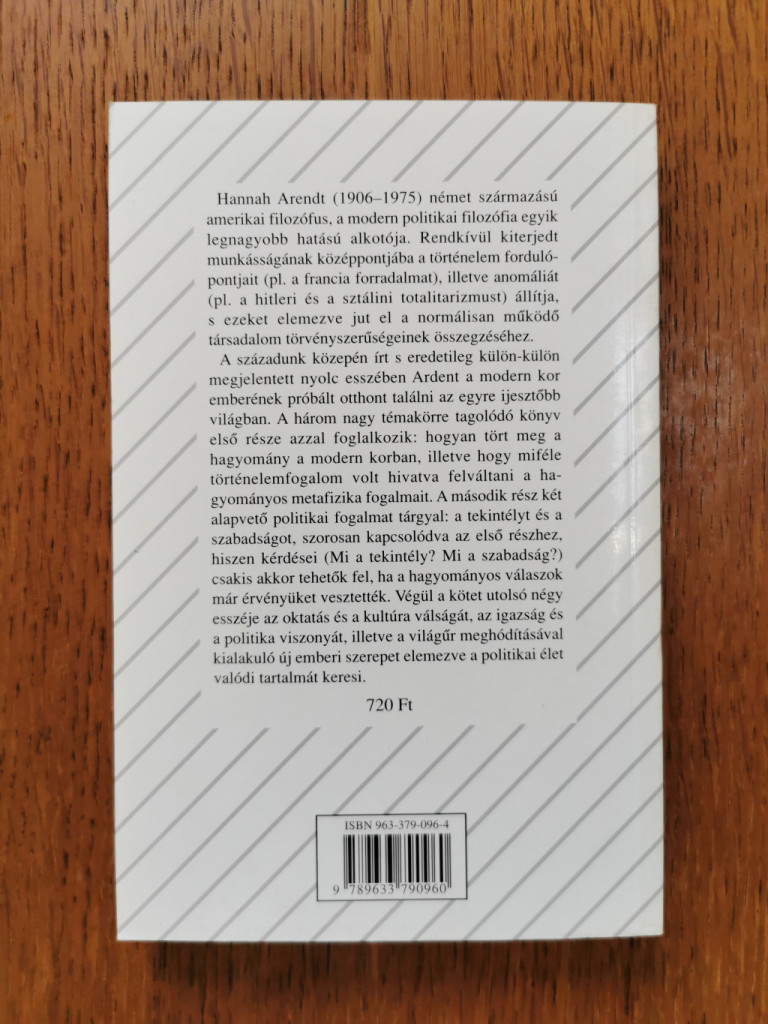 Hannah Arendt (1906–1975) német származású
amerikai filozófus, a modern politikai filozófia egyik
legnagyobb hatású alkotója. Rendkívül kiterjedt
munkásságának középpontjába a történelem forduló-
pontjait (pl. a francia forradalmat), illetve anomáliát
(pl. a hitleri és a sztálini totalitarizmust) állítja,
s ezeket elemezve jut el a normálisan működő
társadalom törvényszerűségeinek összegzéséhez.
A századunk közepén írt s eredetileg külön-külön
megjelentett nyolc esszében Ardent a modern kor
emberének próbált otthont találni az egyre ijesztőbb
világban. A három nagy témakörre tagolódó könyv
első része azzal foglalkozik: hogyan tört meg a
hagyomány a modern korban, illetve hogy miféle
történelemfogalom volt hivatva felváltani a ha-
gyományos metafizika fogalmait. A második rész két
alapvető politikai fogalmat tárgyal: a tekintélyt és a
szabadságot, szorosan kapcsolódva az első részhez,
hiszen kérdései (Mi a tekintély? Mi a szabadság?)
csakis akkor tehetők fel, ha a hagyományos válaszok
már érvényüket vesztették. Végül a kötet utolsó négy
esszéje az oktatás és a kultúra válságát, az igazság és
a politika viszonyát, illetve a világűr meghódításával
kialakuló új emberi szerepet elemezve a politikai élet
valódi tartalmát keresi.
720 Ft
ISBN 963-379-096-4
9 789633 790960